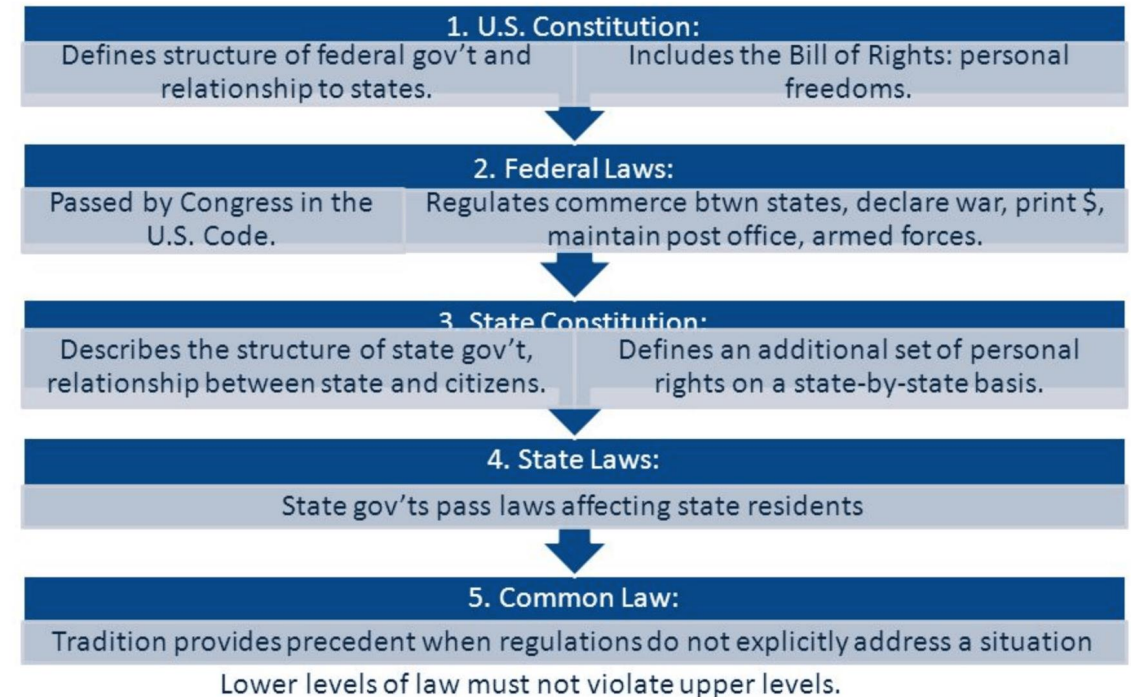 1. U.S. Constitution:
Defines structure of federal gov’t and
relationship to states.
Includes the Bill of Rights: personal
freedoms.
2. Federal Laws:
Passed by Congress in the
U.S. Code.
Regulates commerce btwn states, declare war, print $,
maintain post office, armed forces.
3. State Constitution:
Describes the structure of state gov’t,
relationship between state and citizens.
Defines an additional set of personal
rights on a state-by-state basis.
4. State Laws:
State gov’ts pass laws affecting state residents
5. Common Law:
Tradition provides precedent when regulations do not explicitly address a situation
Lower levels of law must not violate upper levels.